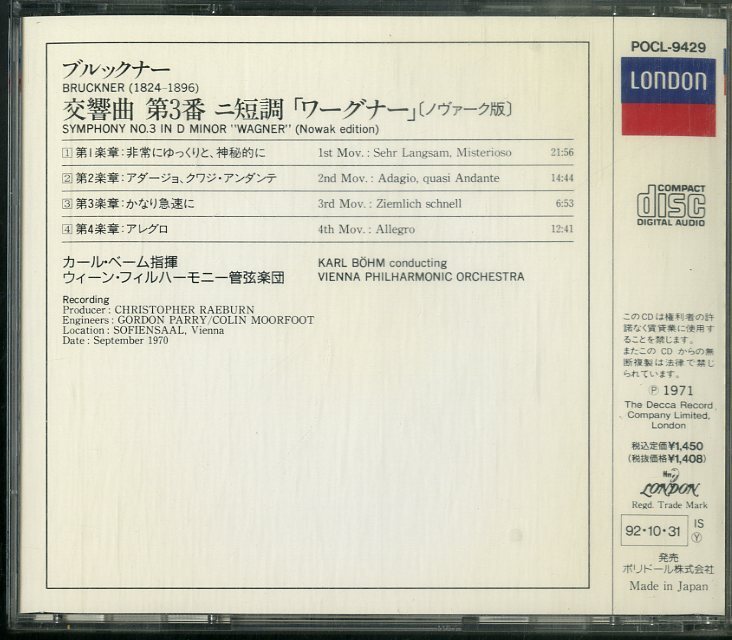 ブルックナー
BRUCKNER (1824–1896)
交響曲 第3番 ニ短調「ワーグナー」〔ノヴァーク版〕
SYMPHONY NO.3 IN D MINOR "WAGNER" (Nowak edition)
1 第1楽章:非常にゆっくりと、神秘的に 1st Mov.: Sehr Langsam, Misterioso 21:56
2 第2楽章:アダージョ、クワジ・アンダンテ 2nd Mov.: Adagio, quasi Andante 14:44
3 第3楽章:かなり急速に 3rd Mov.: Ziemlich schnell 6:53
4 第4楽章:アレグロ 4th Mov.: Allegro 12:41
カール・ベーム指揮 KARL BÖHM conducting
ウィーン・フィルハーモニー管弦楽団 VIENNA PHILHARMONIC ORCHESTRA
Recording
Producer: CHRISTOPHER RAEBURN
Engineers: GORDON PARRY/COLIN MOORFOOT
Location: SOFIENSAAL, Vienna
Date: September 1970
POCL-9429
LONDON
COMPACT
disc
DIGITAL AUDIO
このCDは権利者の許
諾なく賃貸業に使用す
ることを禁じます。
またこの CD からの無
断複製は法律で禁じ
られています。
Ⓟ 1971
The Decca Record
Company Limited,
London
税込定価¥1,450
(税抜価格¥1,408)
LONDON
Regd. Trade Mark
92・10・31 IS
Ⓨ
発売
ポリドール株式会社
Made in Japan